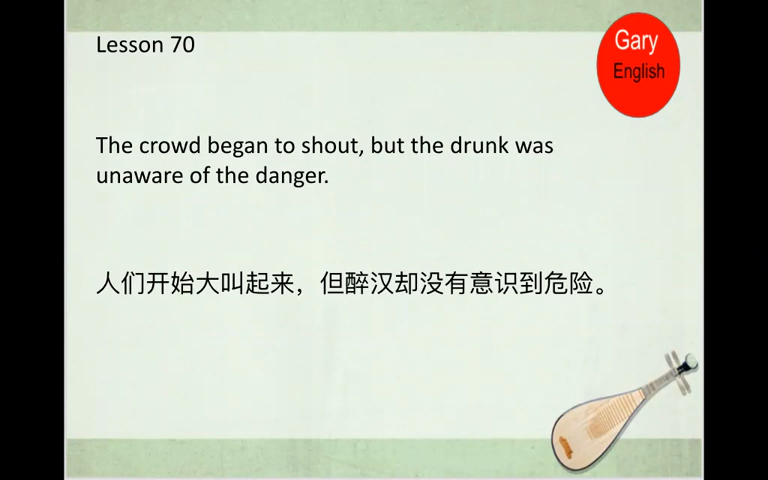 Lesson 70
Gary
English
The crowd began to shout, but the drunk was
unaware of the danger.
人们开始大叫起来，但醉汉却没有意识到危险。